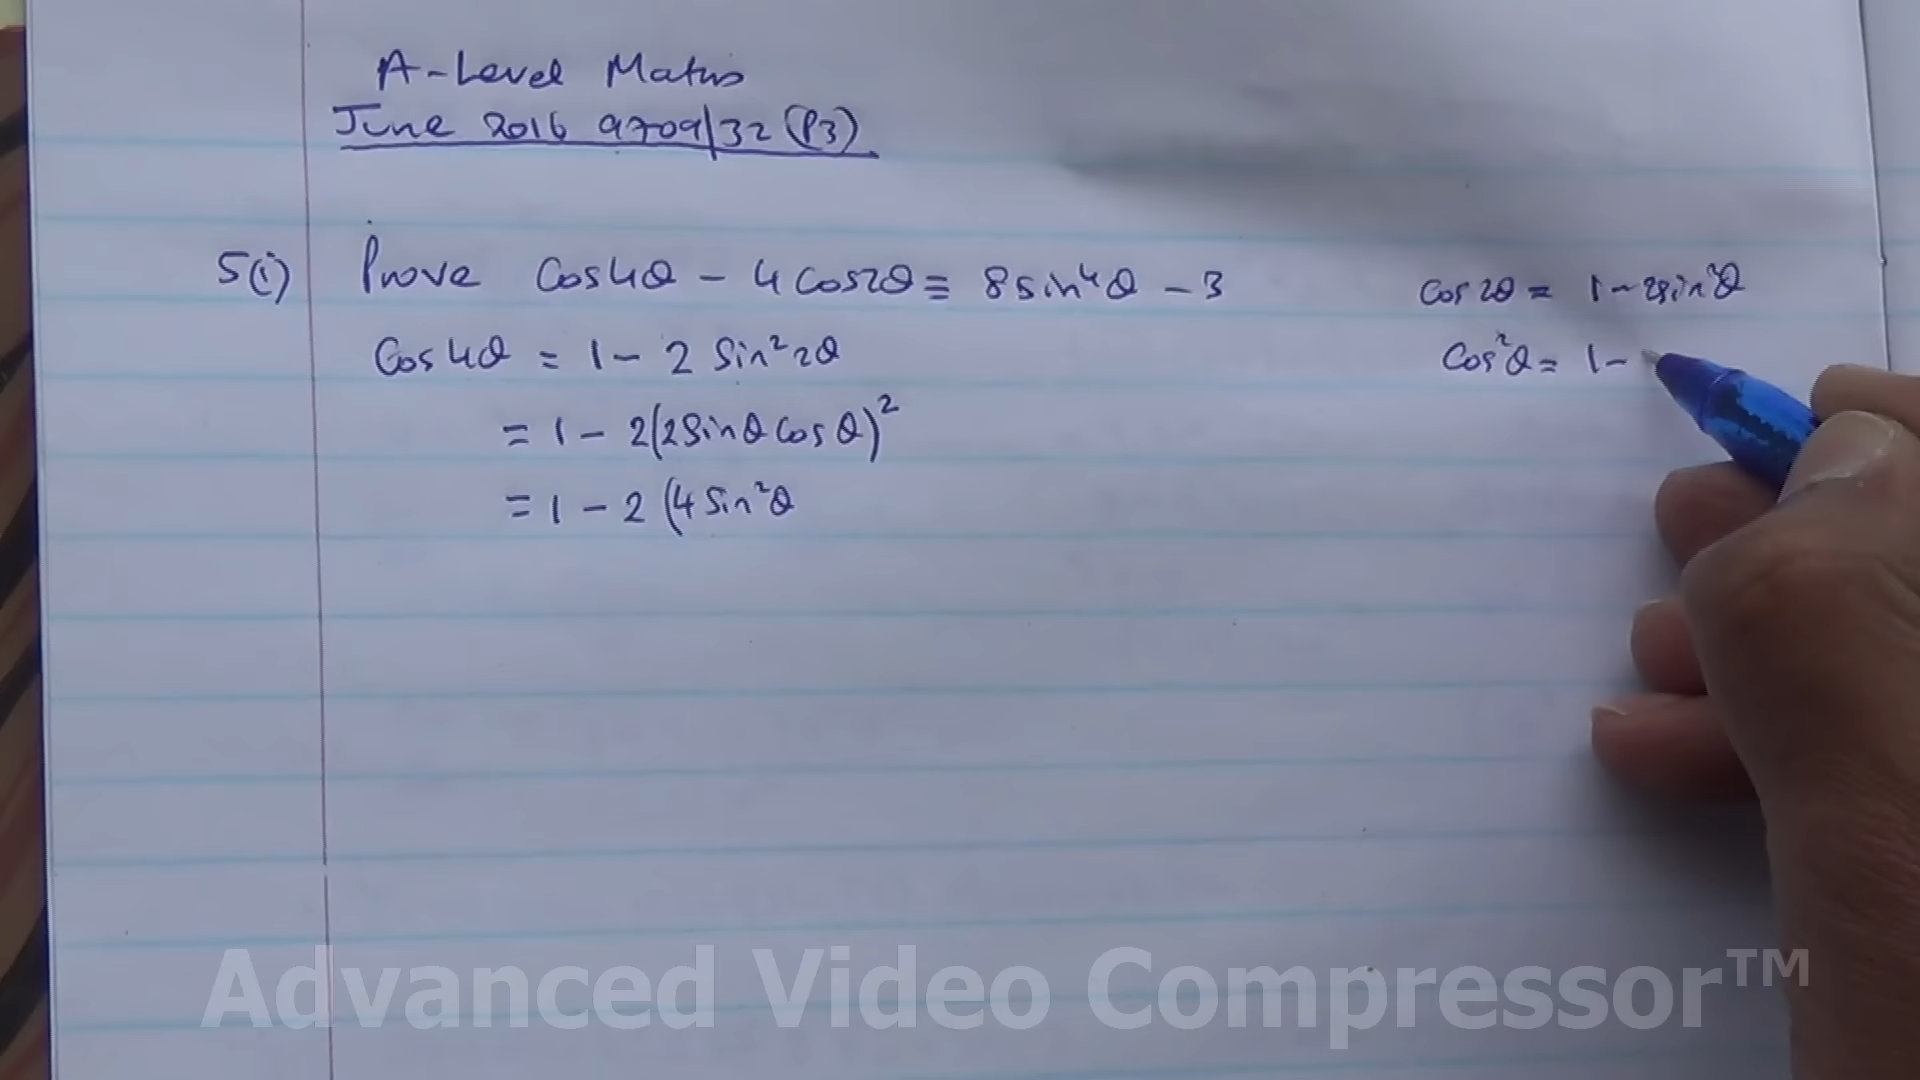 A-Level Maths
June 2016 9709/32 (P3)
5(i) Prove Cos4θ - 4cos2θ ≡ 8sin⁴θ - 3
Cos 2θ = 1 - 2sin²θ
Cos4θ = 1 - 2 Sin²2θ
Cos²θ = 1 -
= 1 - 2(2Sinθ Cosθ)²
= 1 - 2 (4 Sin²θ
Advanced Video Compressor™